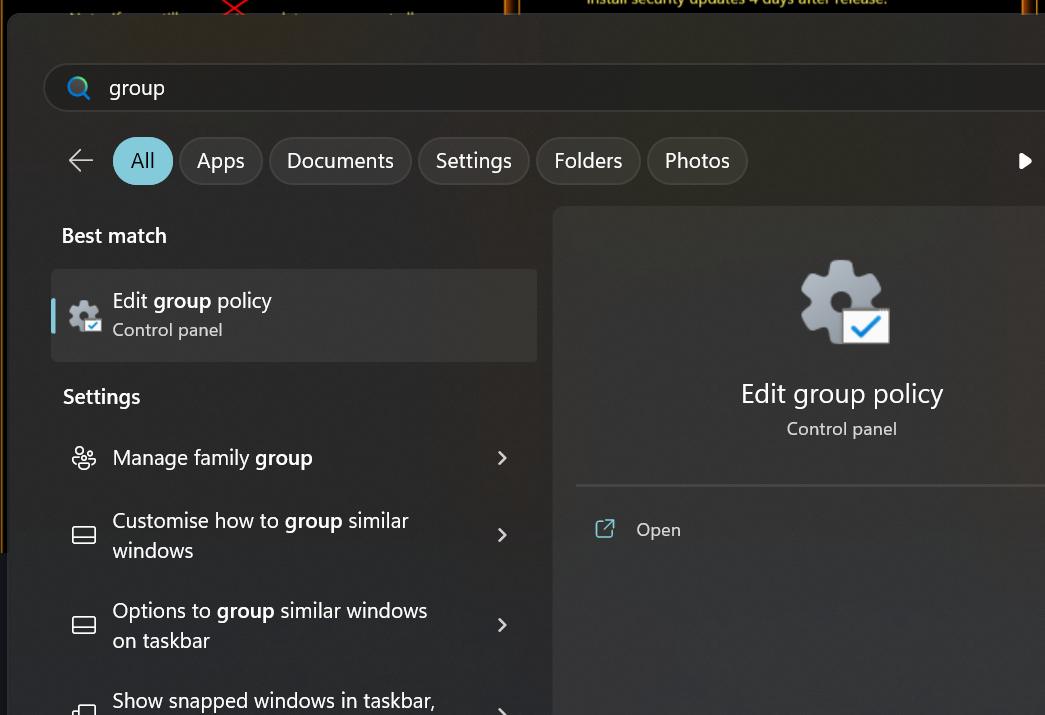 Install security updates 4 days after release.
group
All
Apps
Documents
Settings
Folders
Photos
Best match
Edit group policy
Control panel
Settings
Manage family group
Customise how to group similar
windows
Options to group similar windows
on taskbar
Show snapped windows in taskbar,
Edit group policy
Control panel
Open